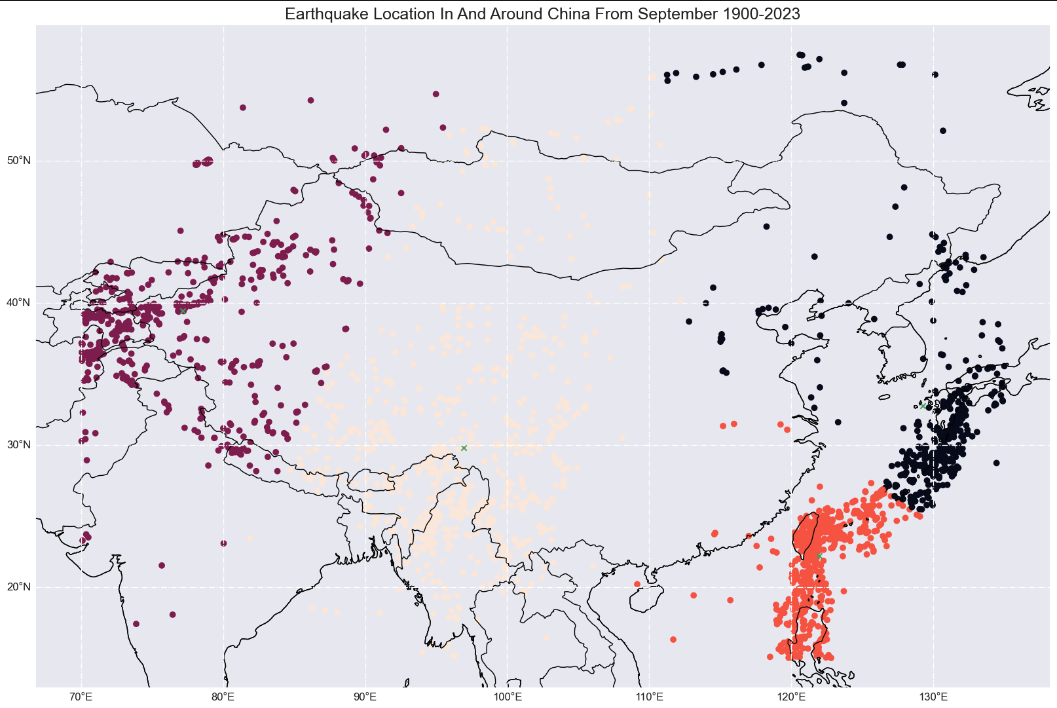 Earthquake Location In And Around China From September 1900-2023
50°N
40°N
30°N
20°N
70°E 80°E 90°E 100°E 110°E 120°E 130°E